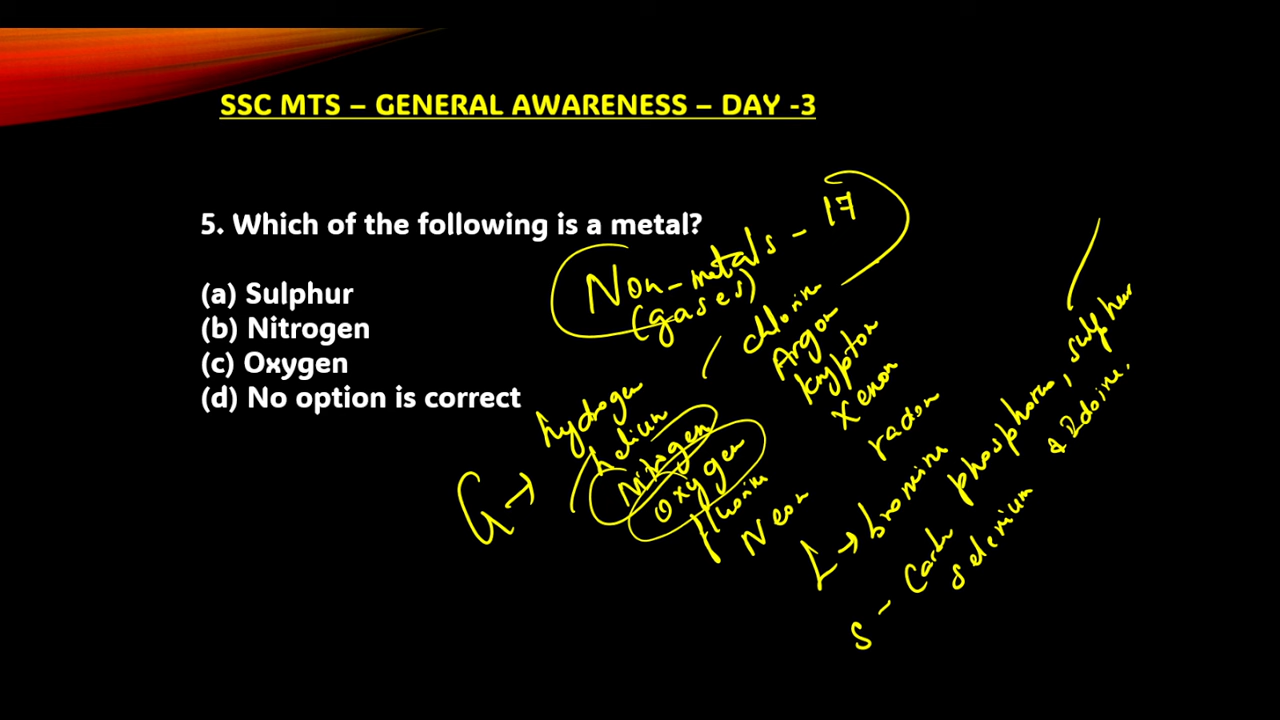 SSC MTS – GENERAL AWARENESS – DAY -3
5. Which of the following is a metal?
(a) Sulphur
(b) Nitrogen
(c) Oxygen
(d) No option is correct
Non-metals - 17
(gases)
G →
hydrogen
helium
Nitrogen
Oxygen
fluorine
Neon
chlorine
Argon
krypton
Xenon
radon
L → bromine
S - Carbon phosphorus, sulphur
selenium & Idoine.